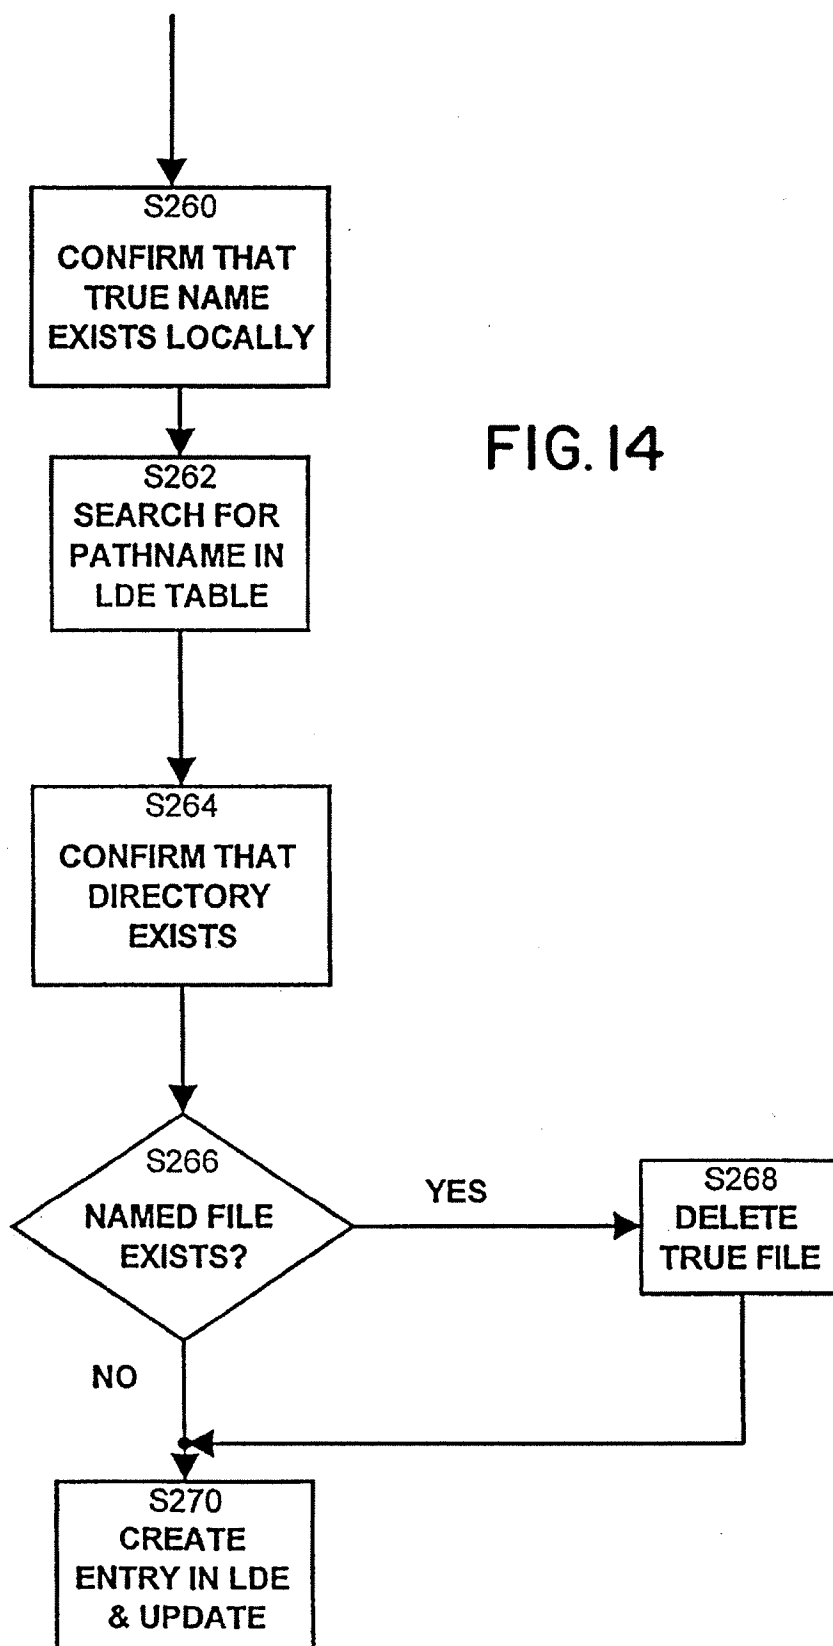 S260
CONFIRM THAT
TRUE NAME
EXISTS LOCALLY
FIG. 14
S262
SEARCH FOR
PATHNAME IN
LDE TABLE
S264
CONFIRM THAT
DIRECTORY
EXISTS
S266
NAMED FILE
EXISTS?
YES
S268
DELETE
TRUE FILE
NO
S270
CREATE
ENTRY IN LDE
& UPDATE